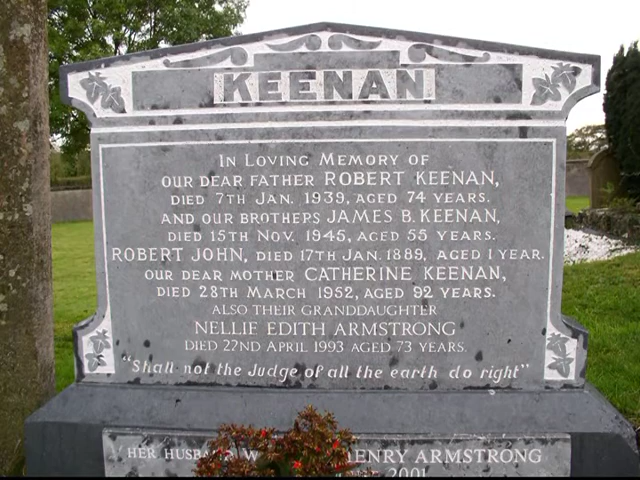 KEENAN
IN LOVING MEMORY OF
OUR DEAR FATHER ROBERT KEENAN,
DIED 7TH JAN. 1939, AGED 74 YEARS.
AND OUR BROTHERS JAMES B. KEENAN,
DIED 15TH NOV. 1945, AGED 55 YEARS.
ROBERT JOHN, DIED 17TH JAN. 1889, AGED 1 YEAR.
OUR DEAR MOTHER CATHERINE KEENAN,
DIED 28TH MARCH 1952, AGED 92 YEARS.
ALSO THEIR GRANDDAUGHTER
NELLIE EDITH ARMSTRONG
DIED 22ND APRIL 1993 AGED 73 YEARS.
"Shall not the Judge of all the earth do right"
HER HUSBAND HENRY ARMSTRONG
2001